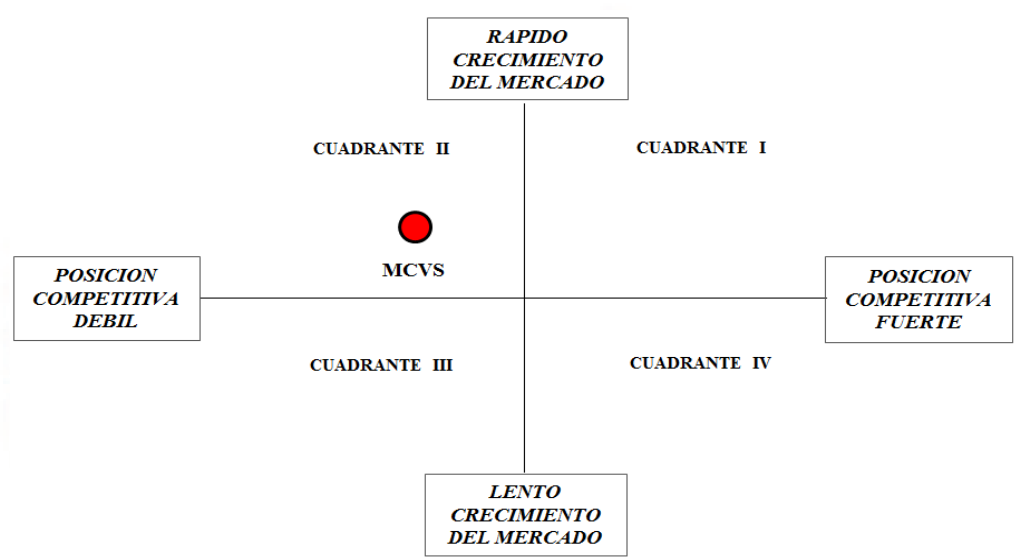 RAPIDO
CRECIMIENTO
DEL MERCADO
CUADRANTE II
CUADRANTE I
MCVS
POSICION
COMPETITIVA
DEBIL
POSICION
COMPETITIVA
FUERTE
CUADRANTE III
CUADRANTE IV
LENTO
CRECIMIENTO
DEL MERCADO